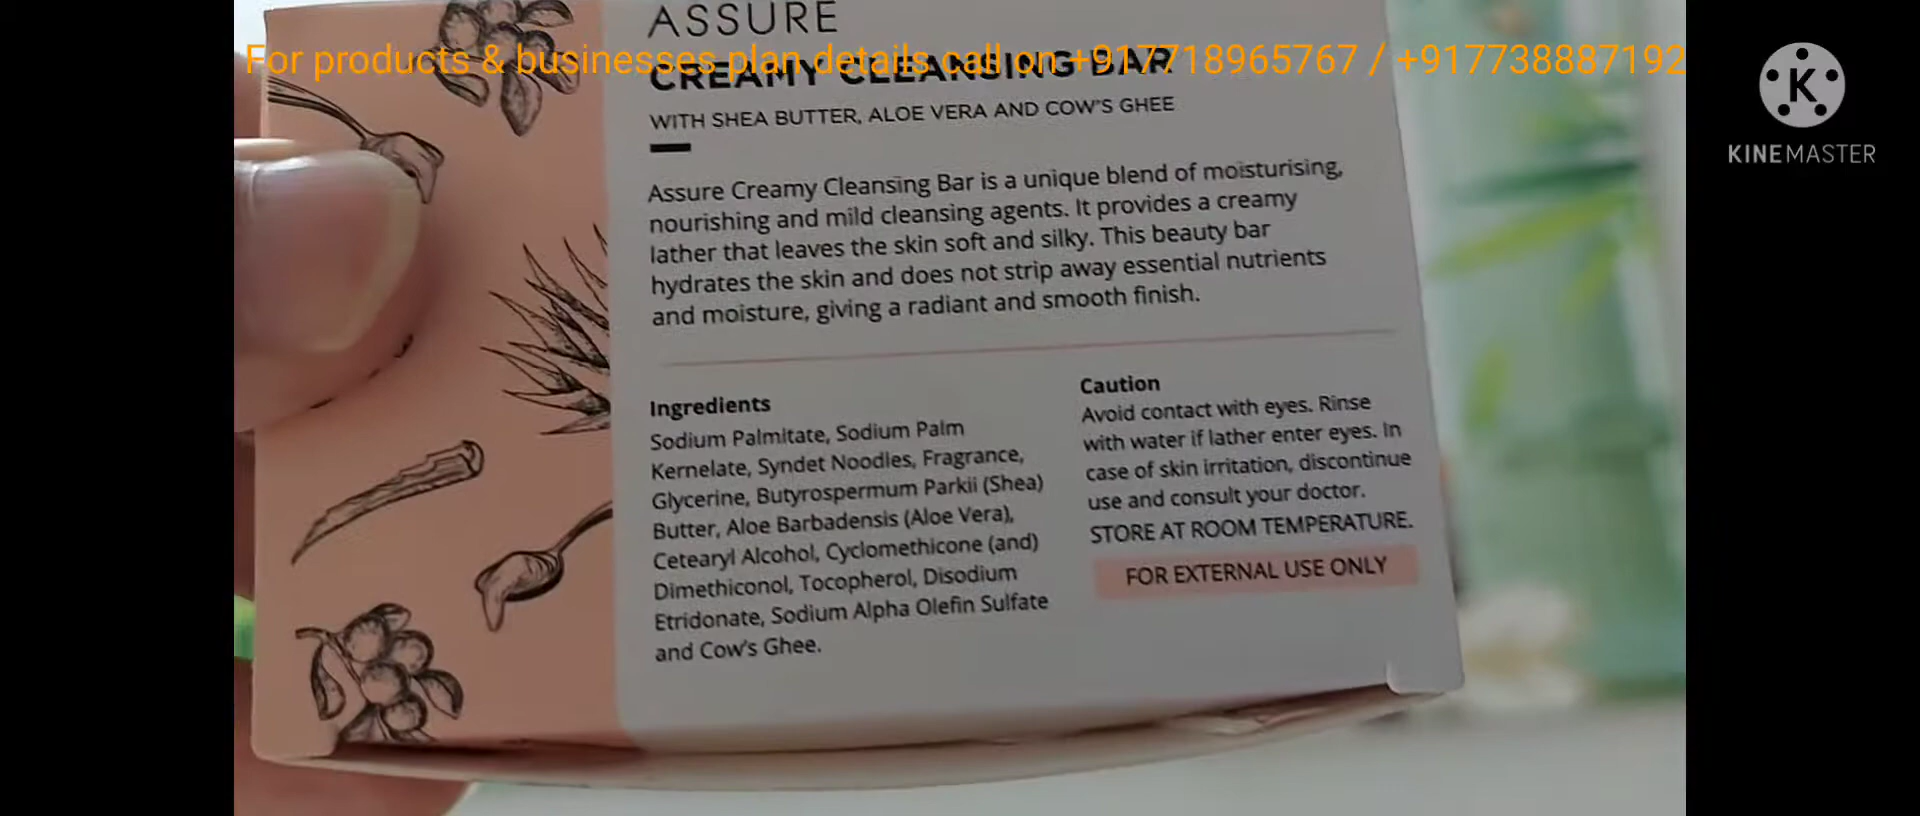 ASSURE
For products & businesses plan details call on +917718965767 / +917738887192
CREAMY CLEANSING BAR
WITH SHEA BUTTER, ALOE VERA AND COW'S GHEE
Assure Creamy Cleansing Bar is a unique blend of moisturising,
nourishing and mild cleansing agents. It provides a creamy
lather that leaves the skin soft and silky. This beauty bar
hydrates the skin and does not strip away essential nutrients
and moisture, giving a radiant and smooth finish.
Ingredients
Sodium Palmitate, Sodium Palm
Kernelate, Syndet Noodles, Fragrance,
Glycerine, Butyrospermum Parkii (Shea)
Butter, Aloe Barbadensis (Aloe Vera),
Cetearyl Alcohol, Cyclomethicone (and)
Dimethiconol, Tocopherol, Disodium
Etridonate, Sodium Alpha Olefin Sulfate
and Cow's Ghee.
Caution
Avoid contact with eyes. Rinse
with water if lather enter eyes. In
case of skin irritation, discontinue
use and consult your doctor.
STORE AT ROOM TEMPERATURE.
FOR EXTERNAL USE ONLY
K
KINEMASTER